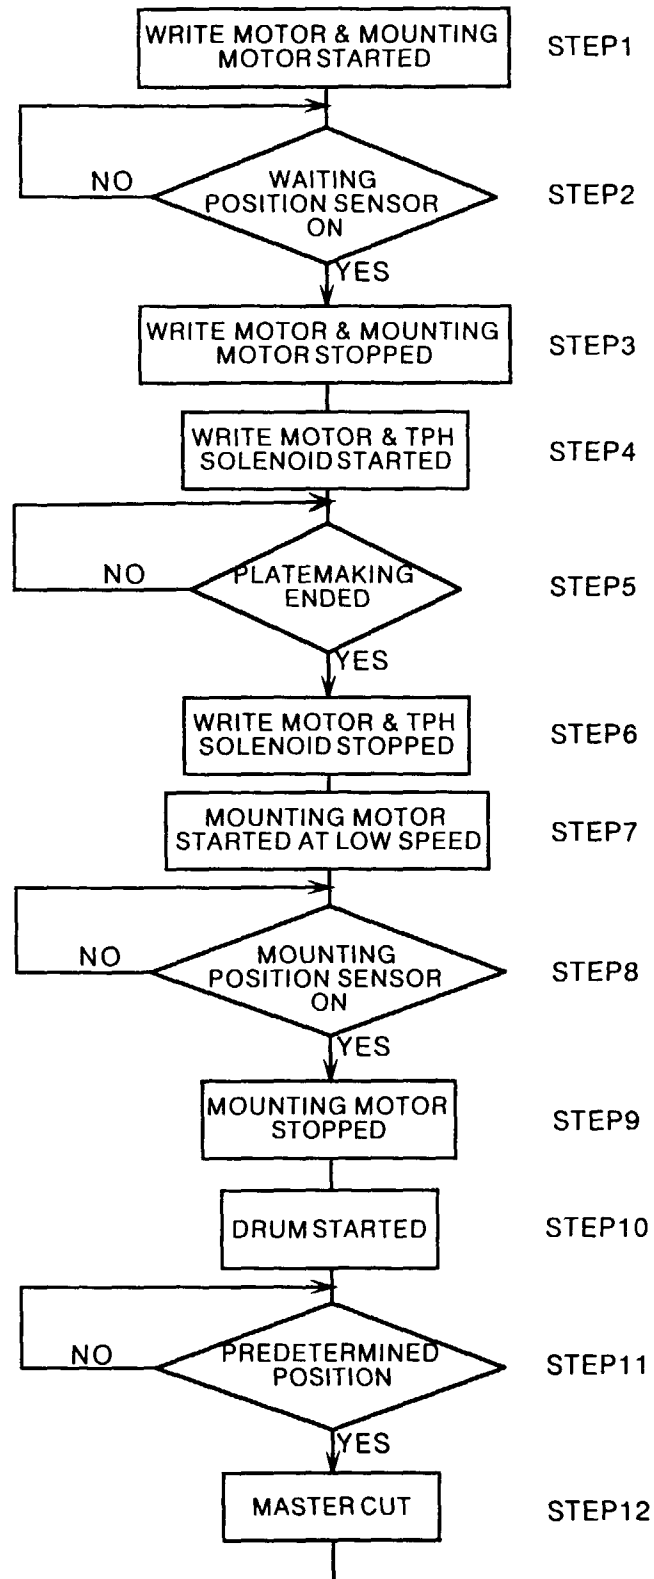 WRITE MOTOR & MOUNTING
MOTOR STARTED
STEP1
NO
WAITING
POSITION SENSOR
ON
STEP2
YES
WRITE MOTOR & MOUNTING
MOTOR STOPPED
STEP3
WRITE MOTOR & TPH
SOLENOID STARTED
STEP4
NO
PLATEMAKING
ENDED
STEP5
YES
WRITE MOTOR & TPH
SOLENOID STOPPED
STEP6
MOUNTING MOTOR
STARTED AT LOW SPEED
STEP7
NO
MOUNTING
POSITION SENSOR
ON
STEP8
YES
MOUNTING MOTOR
STOPPED
STEP9
DRUM STARTED
STEP10
NO
PREDETERMINED
POSITION
STEP11
YES
MASTER CUT
STEP12